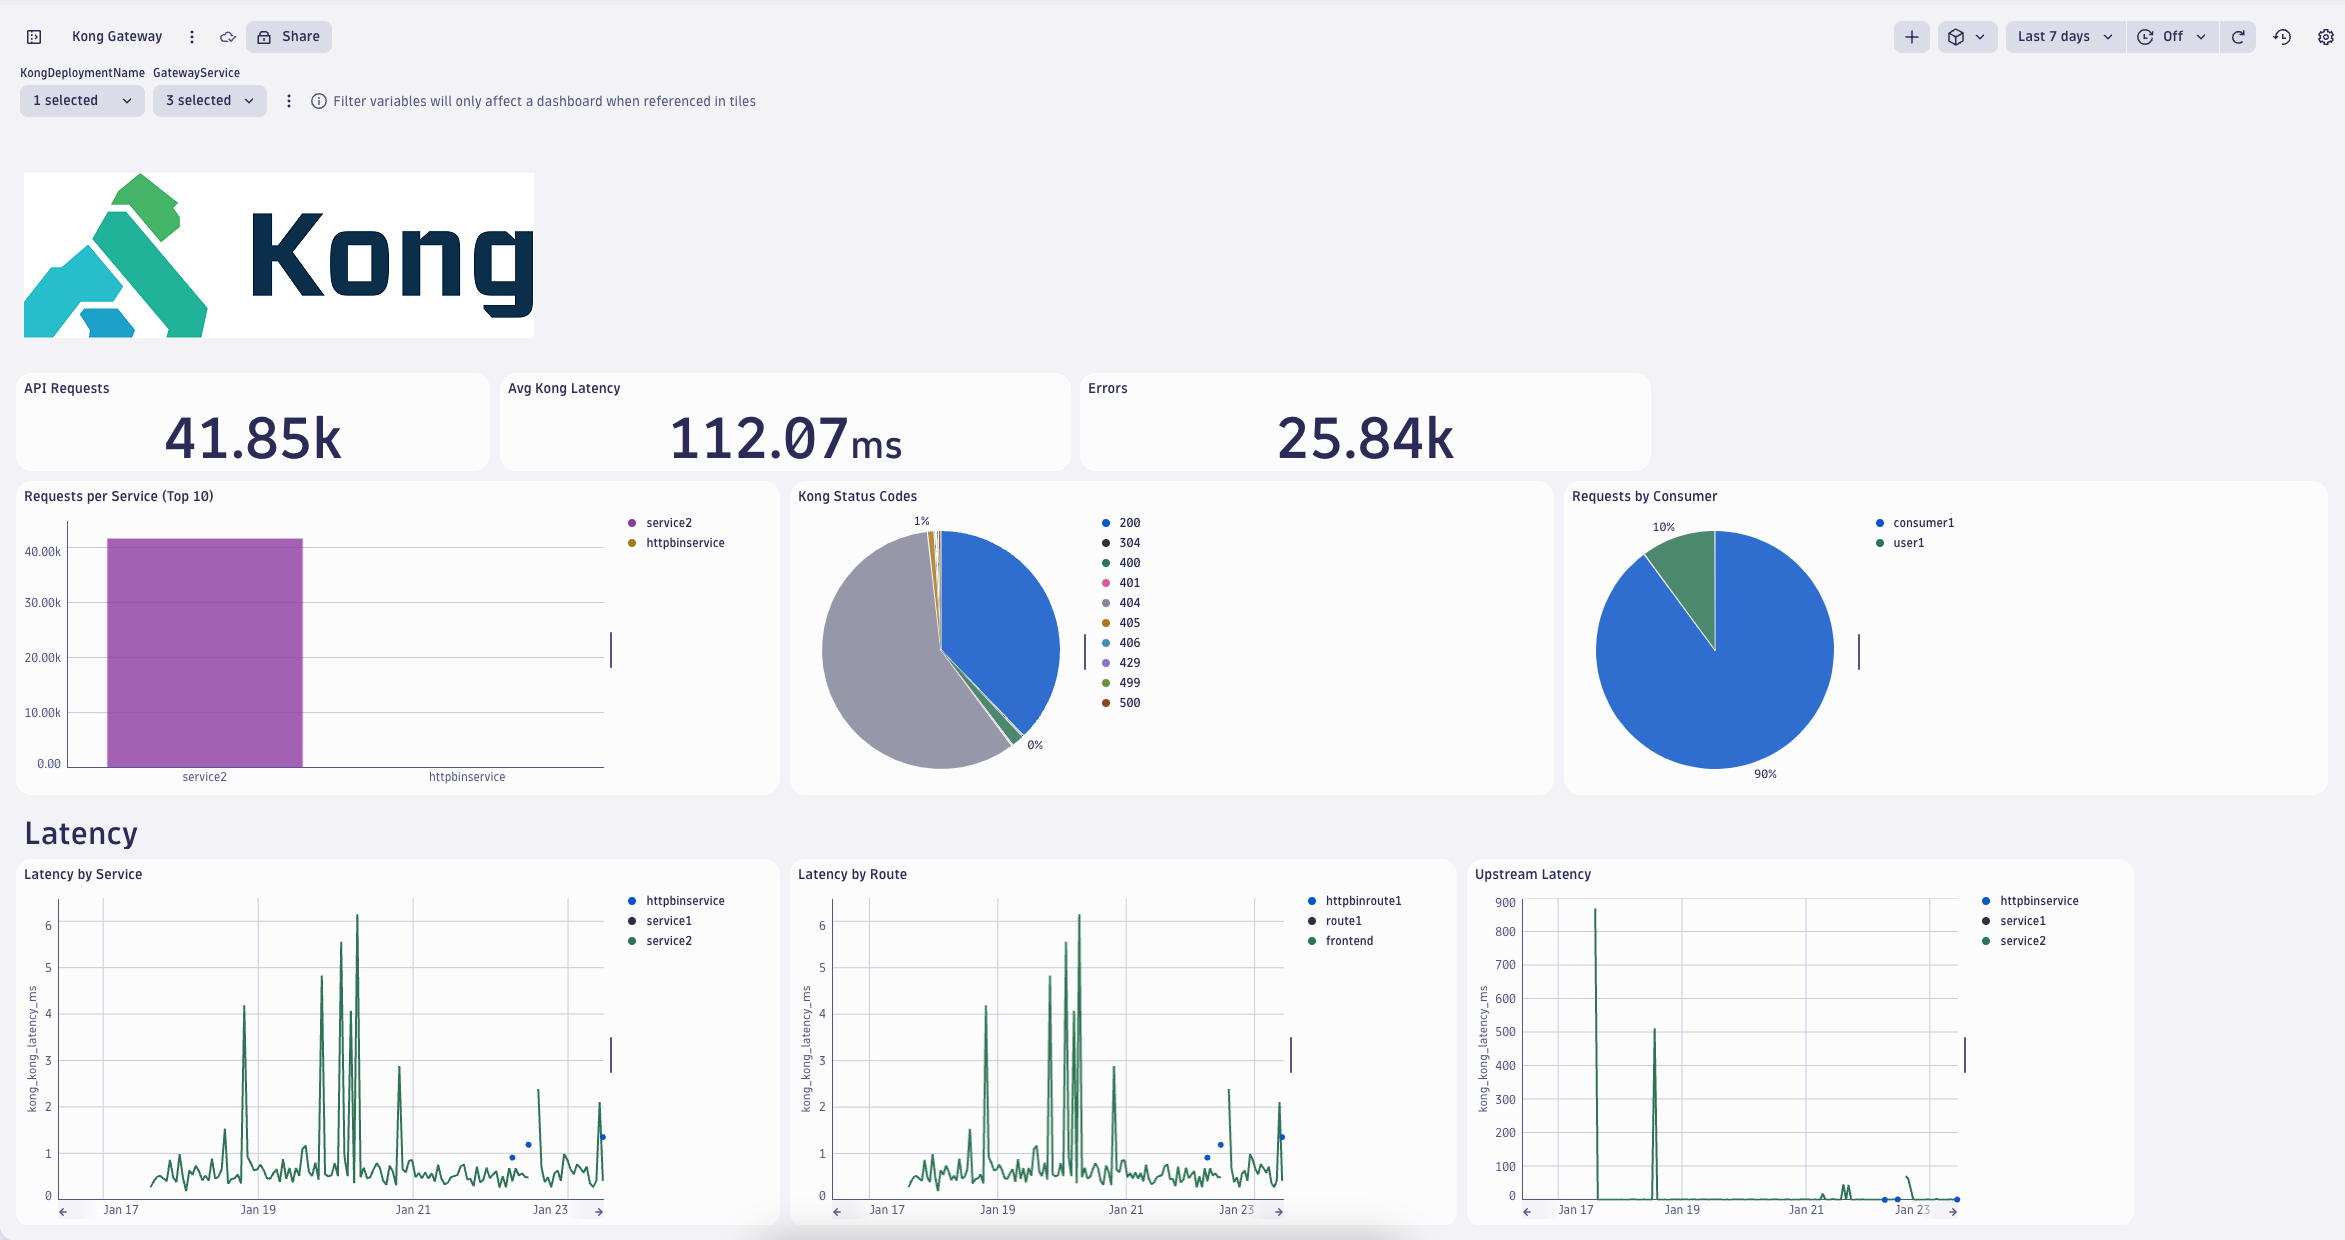 Kong Gateway
Share
Last 7 days
Off
KongDeploymentName
GatewayService
1 selected
3 selected
Filter variables will only affect a dashboard when referenced in tiles
Kong
API Requests
41.85k
Avg Kong Latency
112.07ms
Errors
25.84k
Requests per Service (Top 10)
40.00k
30.00k
20.00k
10.00k
0.00
service2
httpbinservice
service2
httpbinservice
Kong Status Codes
1%
0%
200
304
400
401
404
405
406
429
499
500
Requests by Consumer
10%
90%
consumer1
user1
Latency
Latency by Service
kong_kong_latency_ms
6
5
4
3
2
1
0
Jan 17
Jan 19
Jan 21
Jan 23
httpbinservice
service1
service2
Latency by Route
kong_kong_latency_ms
6
5
4
3
2
1
0
Jan 17
Jan 19
Jan 21
Jan 23
httpbinroute1
route1
frontend
Upstream Latency
kong_kong_latency_ms
900
800
700
600
500
400
300
200
100
0
Jan 17
Jan 19
Jan 21
Jan 23
httpbinservice
service1
service2